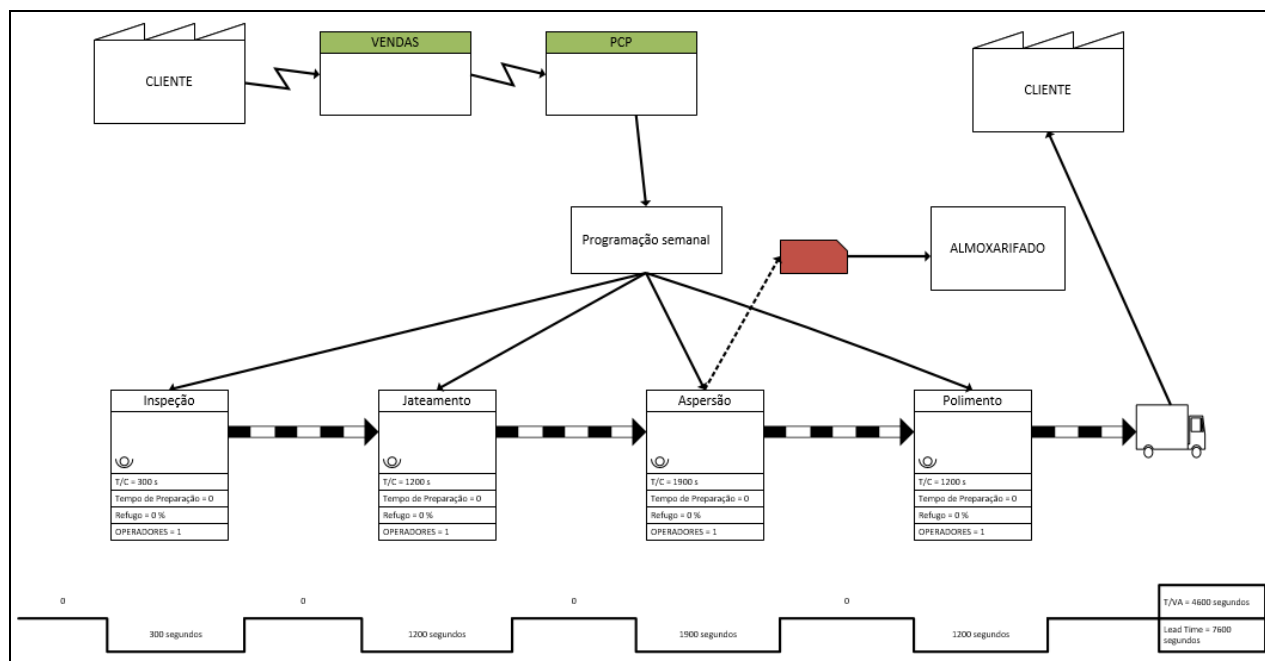 CLIENTE
VENDAS
PCP
CLIENTE
Programação semanal
ALMOXARIFADO
Inspeção
T/C = 300 s
Tempo de Preparação = 0
Refugo = 0 %
OPERADORES = 1
Jateamento
T/C = 1200 s
Tempo de Preparação = 0
Refugo = 0 %
OPERADORES = 1
Aspersão
T/C = 1900 s
Tempo de Preparação = 0
Refugo = 0 %
OPERADORES = 1
Polimento
T/C = 1200 s
Tempo de Preparação = 0
Refugo = 0 %
OPERADORES = 1
0
300 segundos
0
1200 segundos
0
1900 segundos
0
1200 segundos
T/VA = 4600 segundos
Lead Time = 7600
segundos